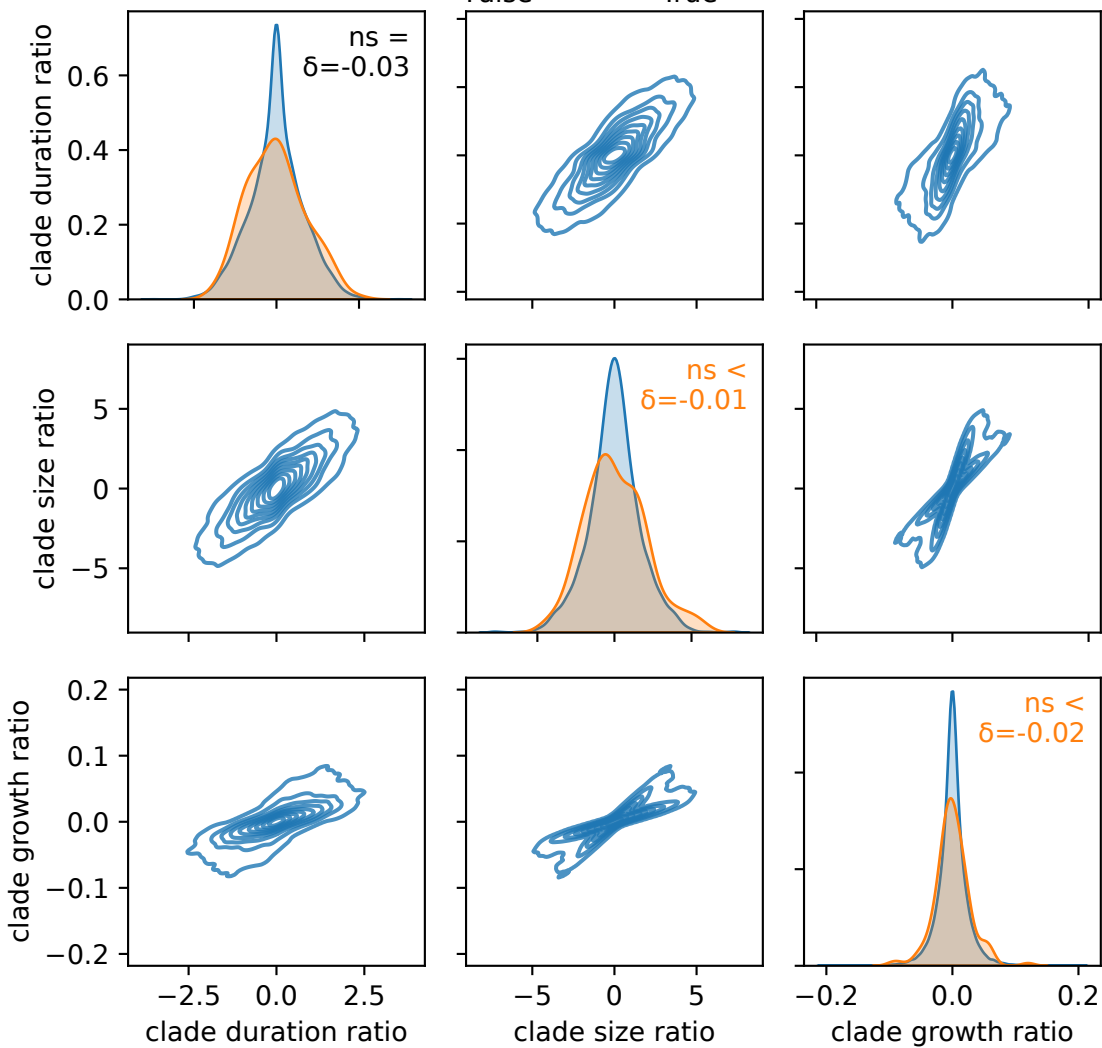 clade duration ratio
0.6
0.4
0.2
0.0
ns =
δ=-0.03
clade size ratio
5
0
−5
ns <
δ=-0.01
clade growth ratio
0.2
0.1
0.0
−0.1
−0.2
ns <
δ=-0.02
−2.5
0.0
2.5
−5
0
5
−0.2
0.0
0.2
clade duration ratio
clade size ratio
clade growth ratio